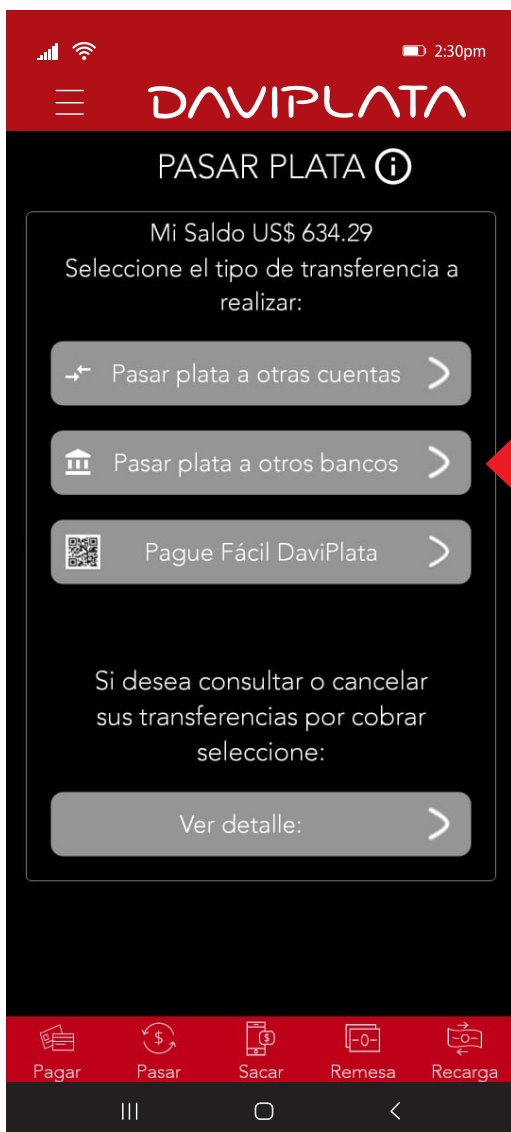 2:30pm
DAVIPLATA
PASAR PLATA
Mi Saldo US$ 634.29
Seleccione el tipo de transferencia a
realizar:
Pasar plata a otras cuentas
Pasar plata a otros bancos
Pague Fácil DaviPlata
Si desea consultar o cancelar
sus transferencias por cobrar
seleccione:
Ver detalle:
Pagar Pasar Sacar Remesa Recarga